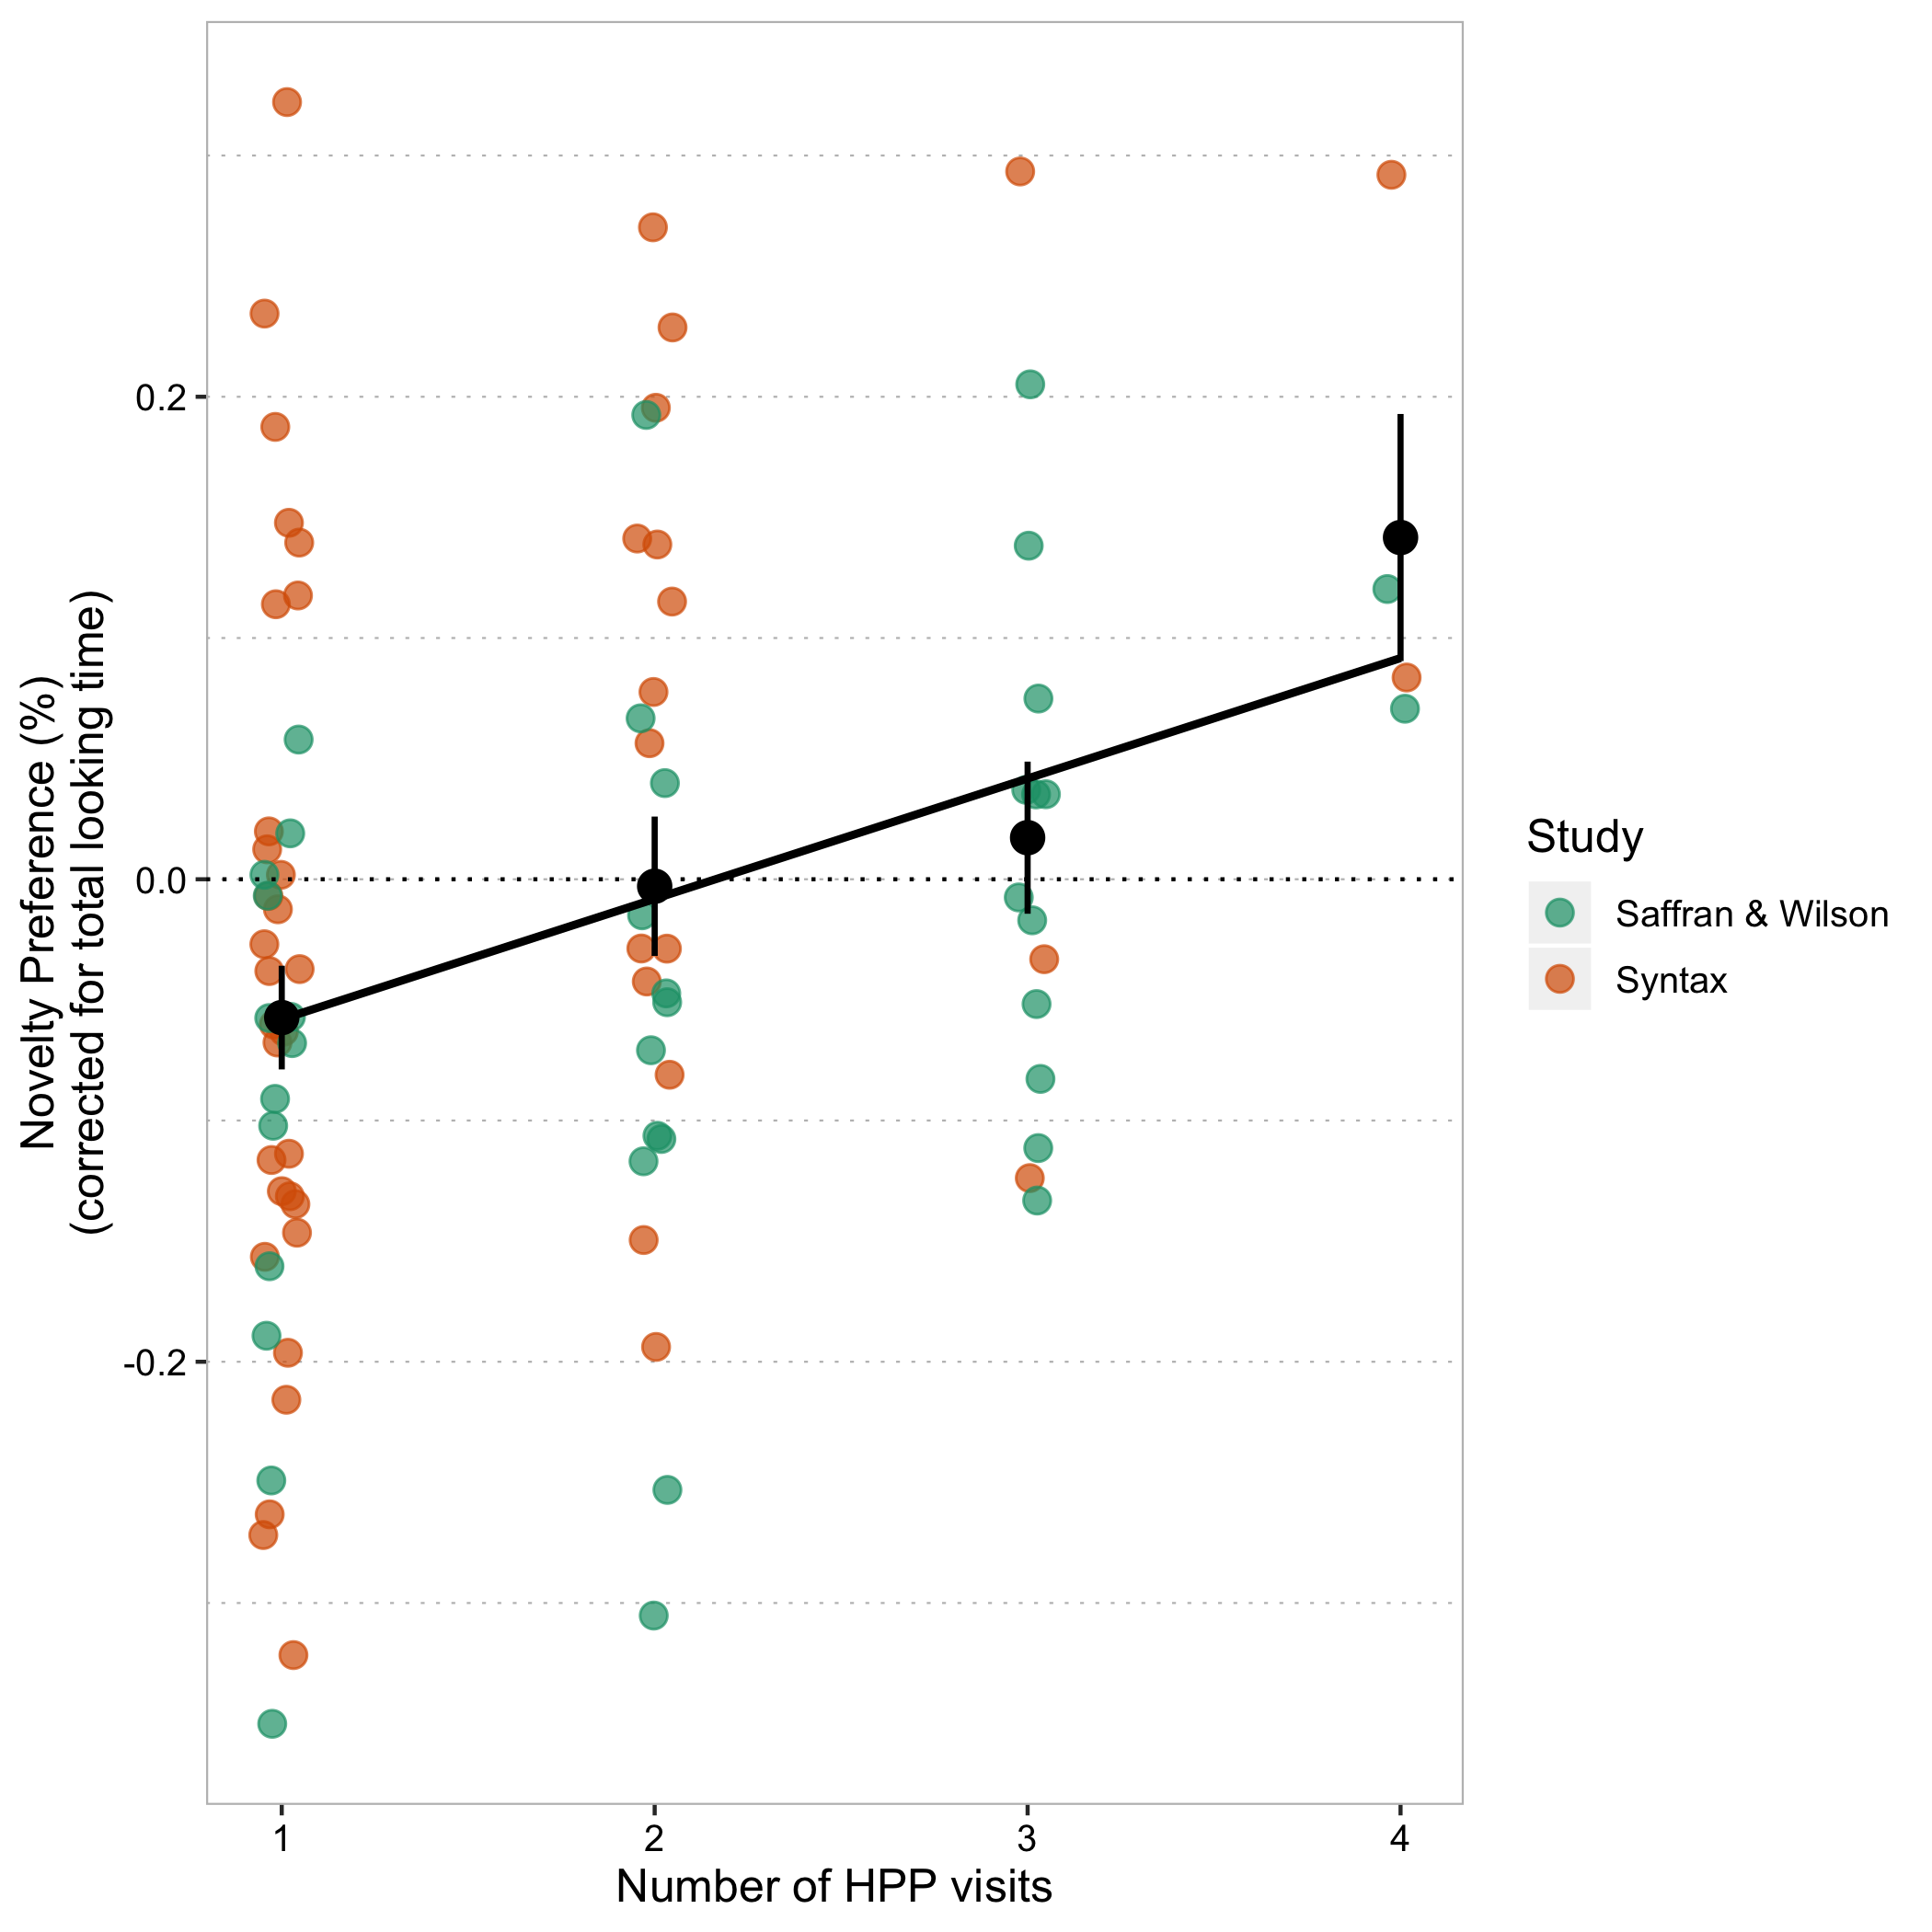 Novelty Preference (%)
(corrected for total looking time)
0.2
0.0
-0.2
1 2 3 4
Number of HPP visits
Study
Saffran & Wilson
Syntax